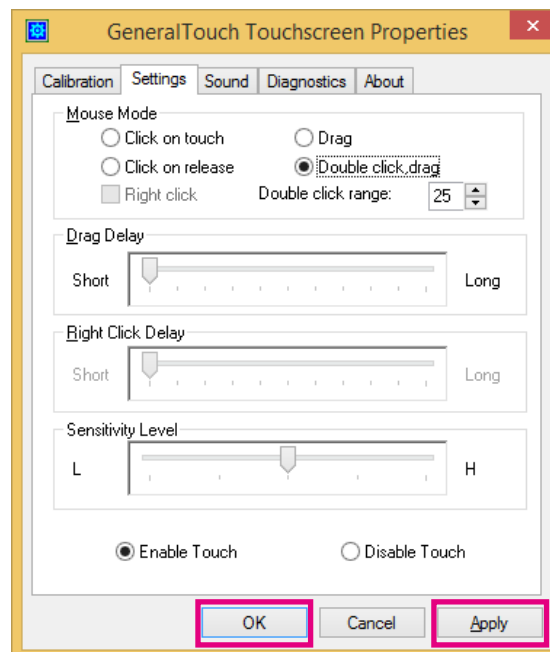 GeneralTouch Touchscreen Properties
Calibration Settings Sound Diagnostics About
Mouse Mode
Click on touch Drag
Click on release Double click,drag
Right click Double click range: 25
Drag Delay
Short Long
Right Click Delay
Short Long
Sensitivity Level
L H
Enable Touch Disable Touch
OK Cancel Apply